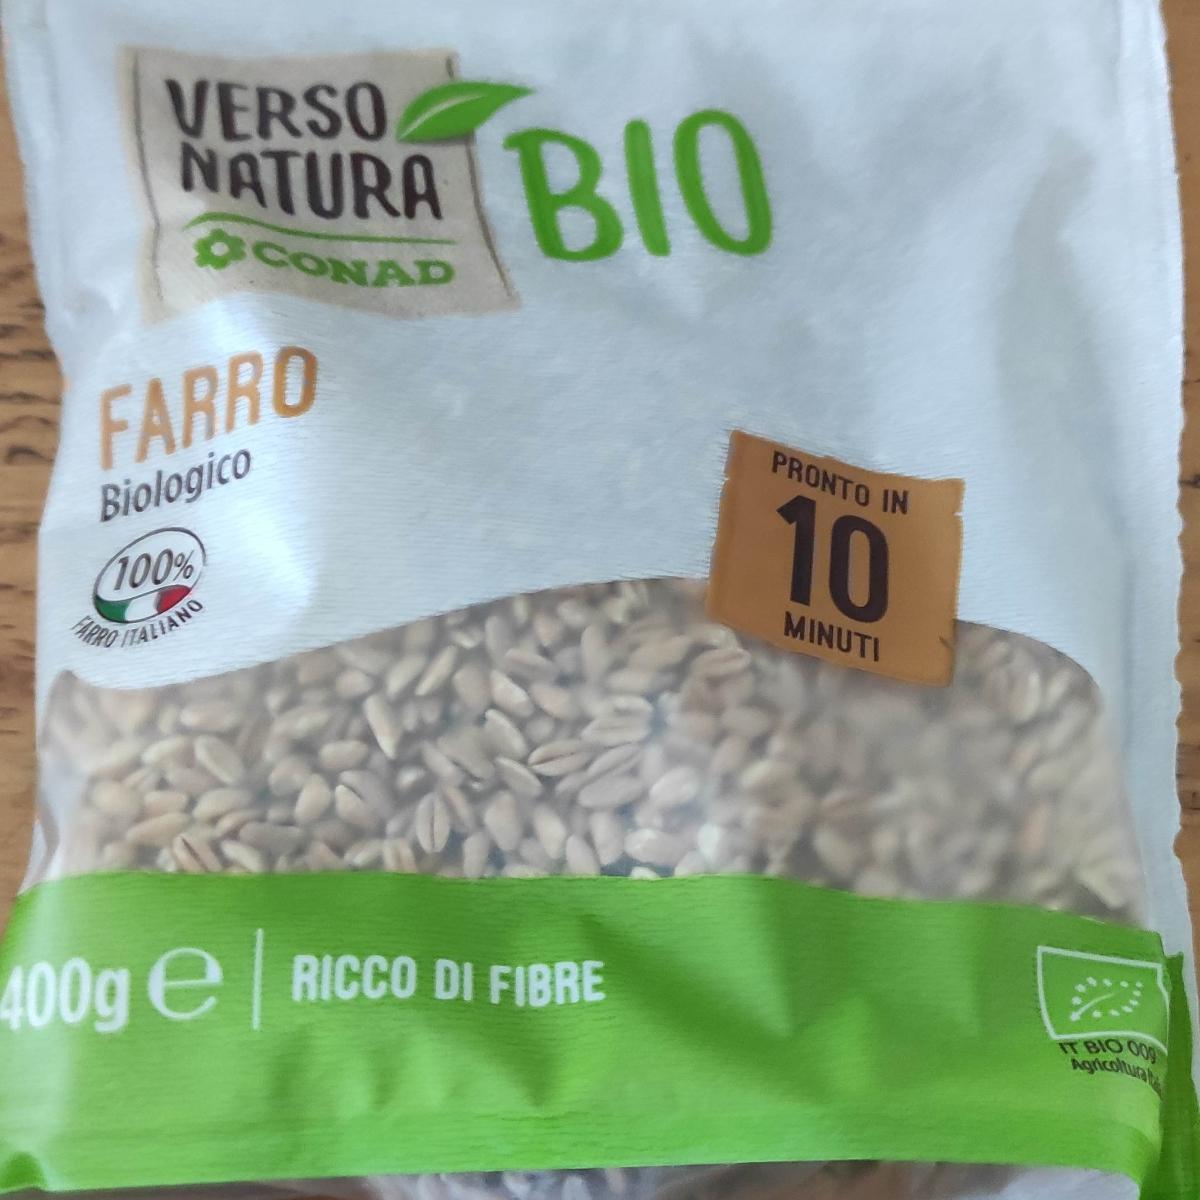 VERSO
NATURA
CONAD
BIO
FARRO
Biologico
100%
FARRO ITALIANO
PRONTO IN
10
MINUTI
400g e
RICCO DI FIBRE
IT BIO 009
Agricoltura